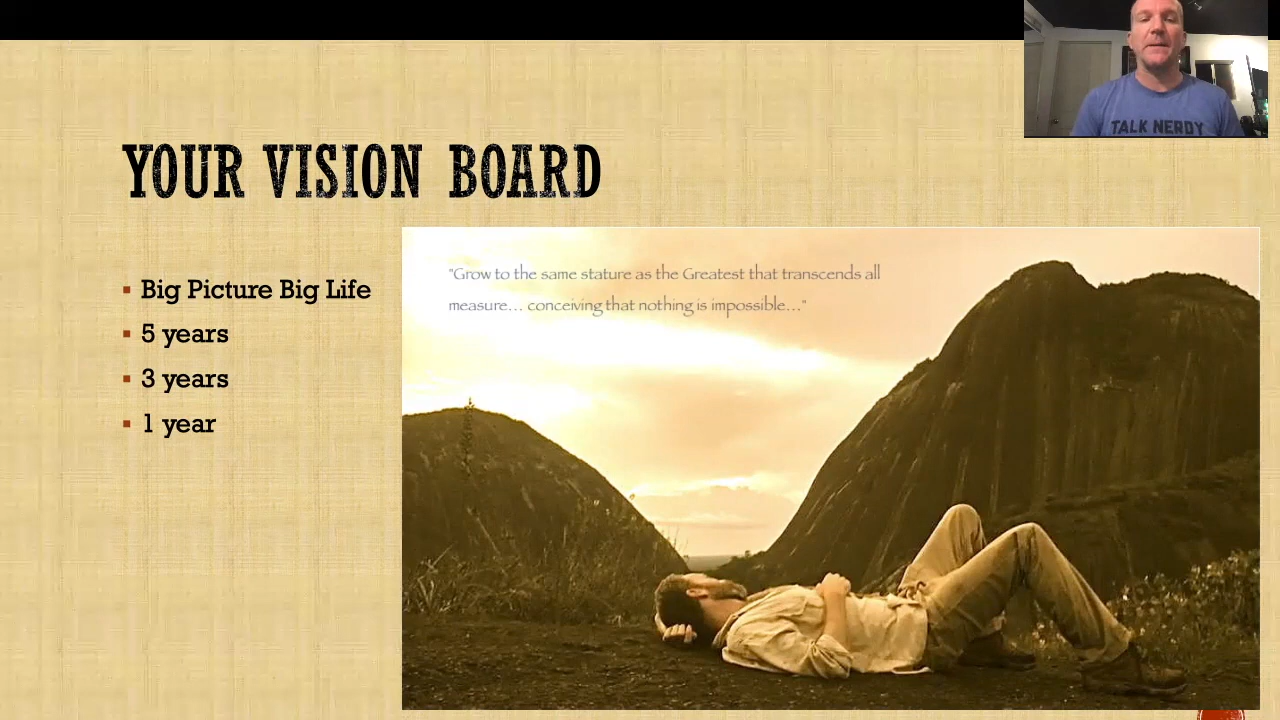 TALK NERDY
YOUR VISION BOARD
Big Picture Big Life
5 years
3 years
1 year
"Grow to the same stature as the Greatest that transcends all
measure... conceiving that nothing is impossible..."